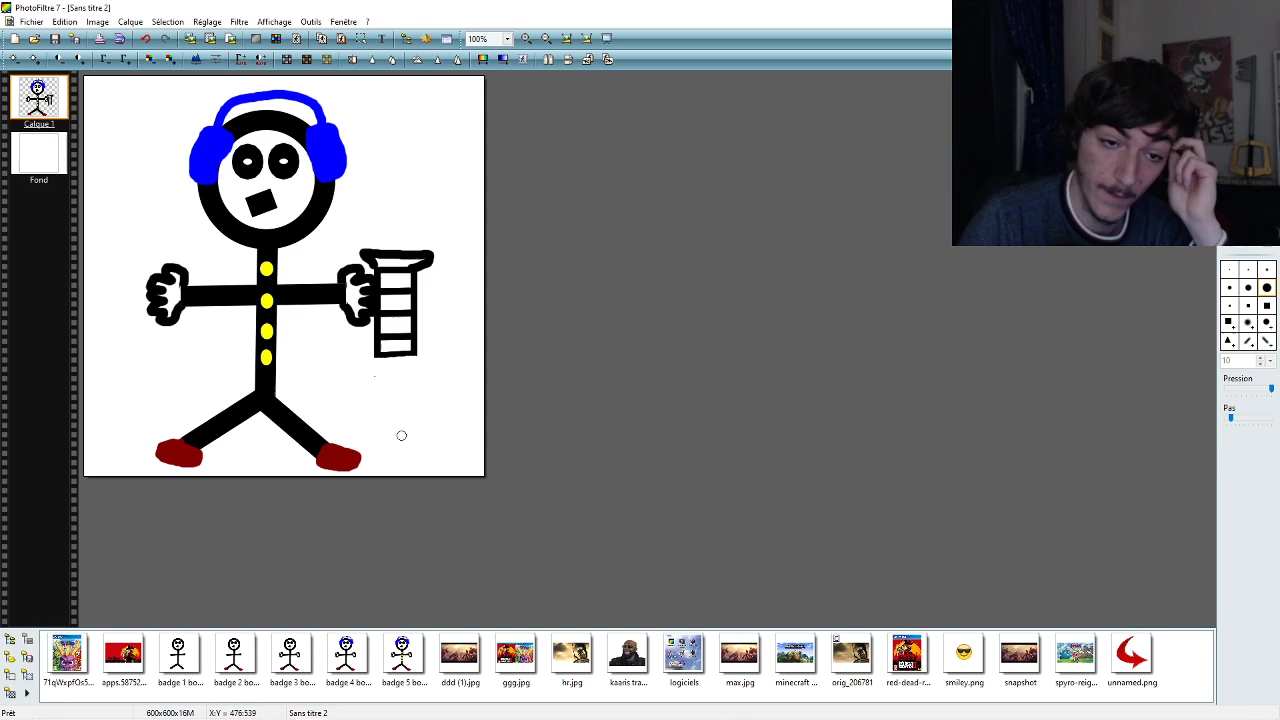 PhotoFiltre 7 - [Sans titre 2]
Fichier Edition Image Calque Sélection Réglage Filtre Affichage Outils Fenêtre ?
100%
Calque 1
Fond
10
Pression
Pas
71qWxpfOs5... apps.58752... badge 1 bo... badge 2 bo... badge 3 bo... badge 4 bo... badge 5 bo... ddd (1).jpg ggg.jpg hr.jpg kaaris tra... logiciels max.jpg minecraft ... orig_206781 red-dead-r... smiley.png snapshot spyro-reig... unnamed.png
Prêt 600x600x16M X:Y = 476:539 Sans titre 2